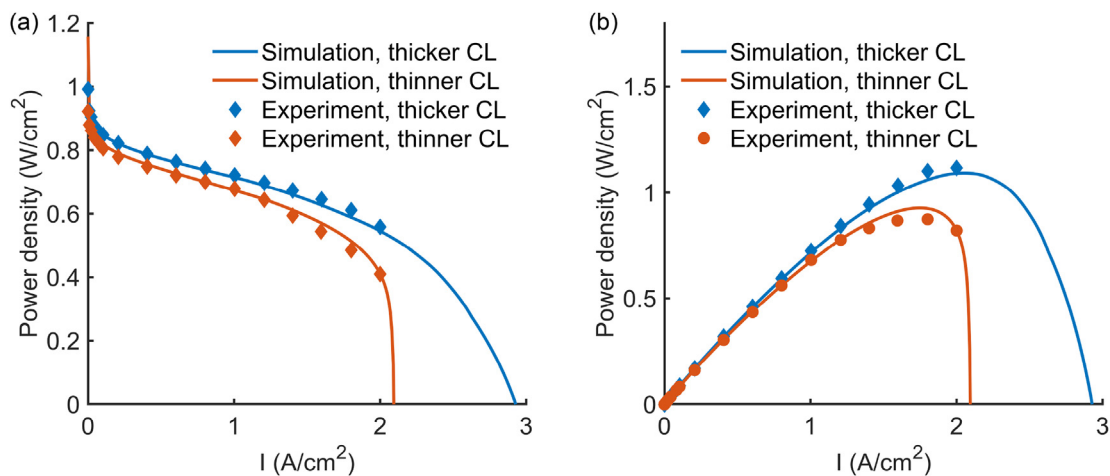 (a)
1.2
1
0.8
0.6
0.4
0.2
0
Power density (W/cm²)
Simulation, thicker CL
Simulation, thinner CL
Experiment, thicker CL
Experiment, thinner CL
0 1 2 3
I (A/cm²)
(b)
1.5
1
0.5
0
Power density (W/cm²)
Simulation, thicker CL
Simulation, thinner CL
Experiment, thicker CL
Experiment, thinner CL
0 1 2 3
I (A/cm²)